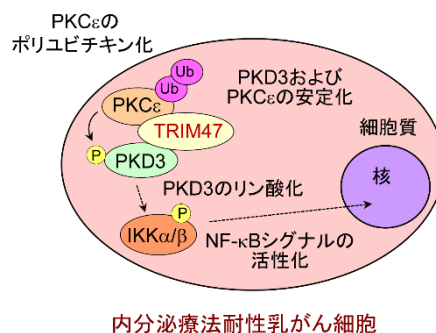 PKCεの
ポリユビチキン化
Ub
Ub
PKCε
TRIM47
P
PKD3
PKD3および
PKCεの安定化
細胞質
核
PKD3のリン酸化
P
IKKα/β
NF-κBシグナルの
活性化
内分泌療法耐性乳がん細胞